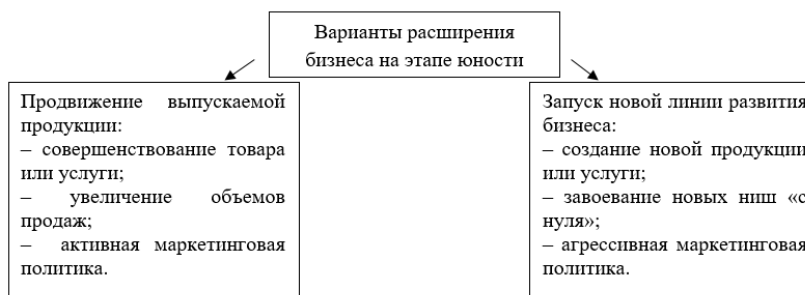 Варианты расширения
бизнеса на этапе юности
Продвижение выпускаемой
продукции:
– совершенствование товара
или услуги;
– увеличение объемов
продаж;
– активная маркетинговая
политика.
Запуск новой линии развития
бизнеса:
– создание новой продукции
или услуги;
– завоевание новых ниш «с
нуля»;
– агрессивная маркетинговая
политика.